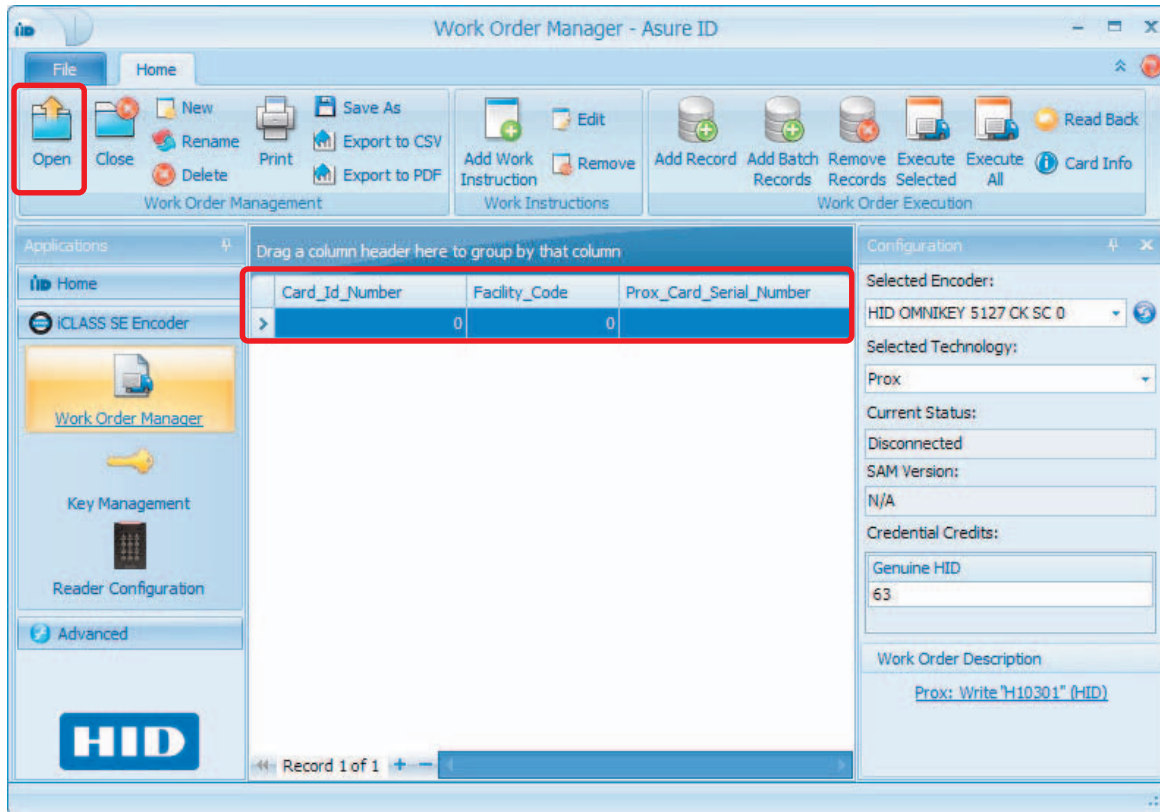 HID
Work Order Manager - Asure ID
File
Home
Open
Close
New
Rename
Delete
Print
Save As
Export to CSV
Export to PDF
Work Order Management
Add Work
Instruction
Edit
Remove
Work Instructions
Add Record
Add Batch
Records
Remove
Records
Execute
Selected
Execute
All
Read Back
Card Info
Work Order Execution
Applications
HID Home
iCLASS SE Encoder
Work Order Manager
Key Management
Reader Configuration
Advanced
HID
Drag a column header here to group by that column
Card_Id_Number Facility_Code Prox_Card_Serial_Number
0 0
Record 1 of 1
Configuration
Selected Encoder:
HID OMNIKEY 5127 CK SC 0
Selected Technology:
Prox
Current Status:
Disconnected
SAM Version:
N/A
Credential Credits:
Genuine HID
63
Work Order Description
Prox: Write "H10301" (HID)